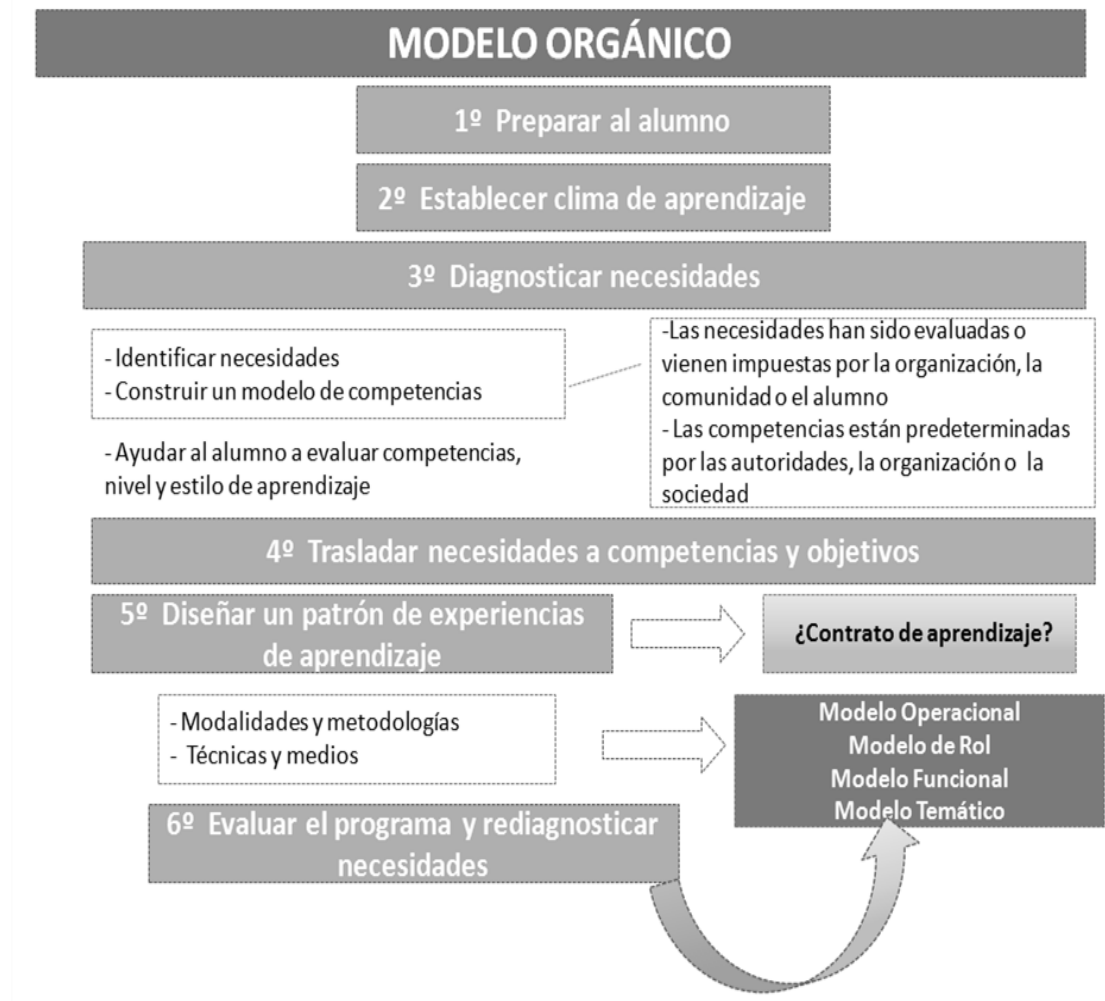 MODELO ORGÁNICO
1º Preparar al alumno
2º Establecer clima de aprendizaje
3º Diagnosticar necesidades
- Identificar necesidades
- Construir un modelo de competencias
-Las necesidades han sido evaluadas o
vienen impuestas por la organización, la
comunidad o el alumno
- Las competencias están predeterminadas
por las autoridades, la organización o la
sociedad
- Ayudar al alumno a evaluar competencias,
nivel y estilo de aprendizaje
4º Trasladar necesidades a competencias y objetivos
5º Diseñar un patrón de experiencias
de aprendizaje
¿Contrato de aprendizaje?
- Modalidades y metodologías
- Técnicas y medios
Modelo Operacional
Modelo de Rol
Modelo Funcional
Modelo Temático
6º Evaluar el programa y rediagnosticar
necesidades